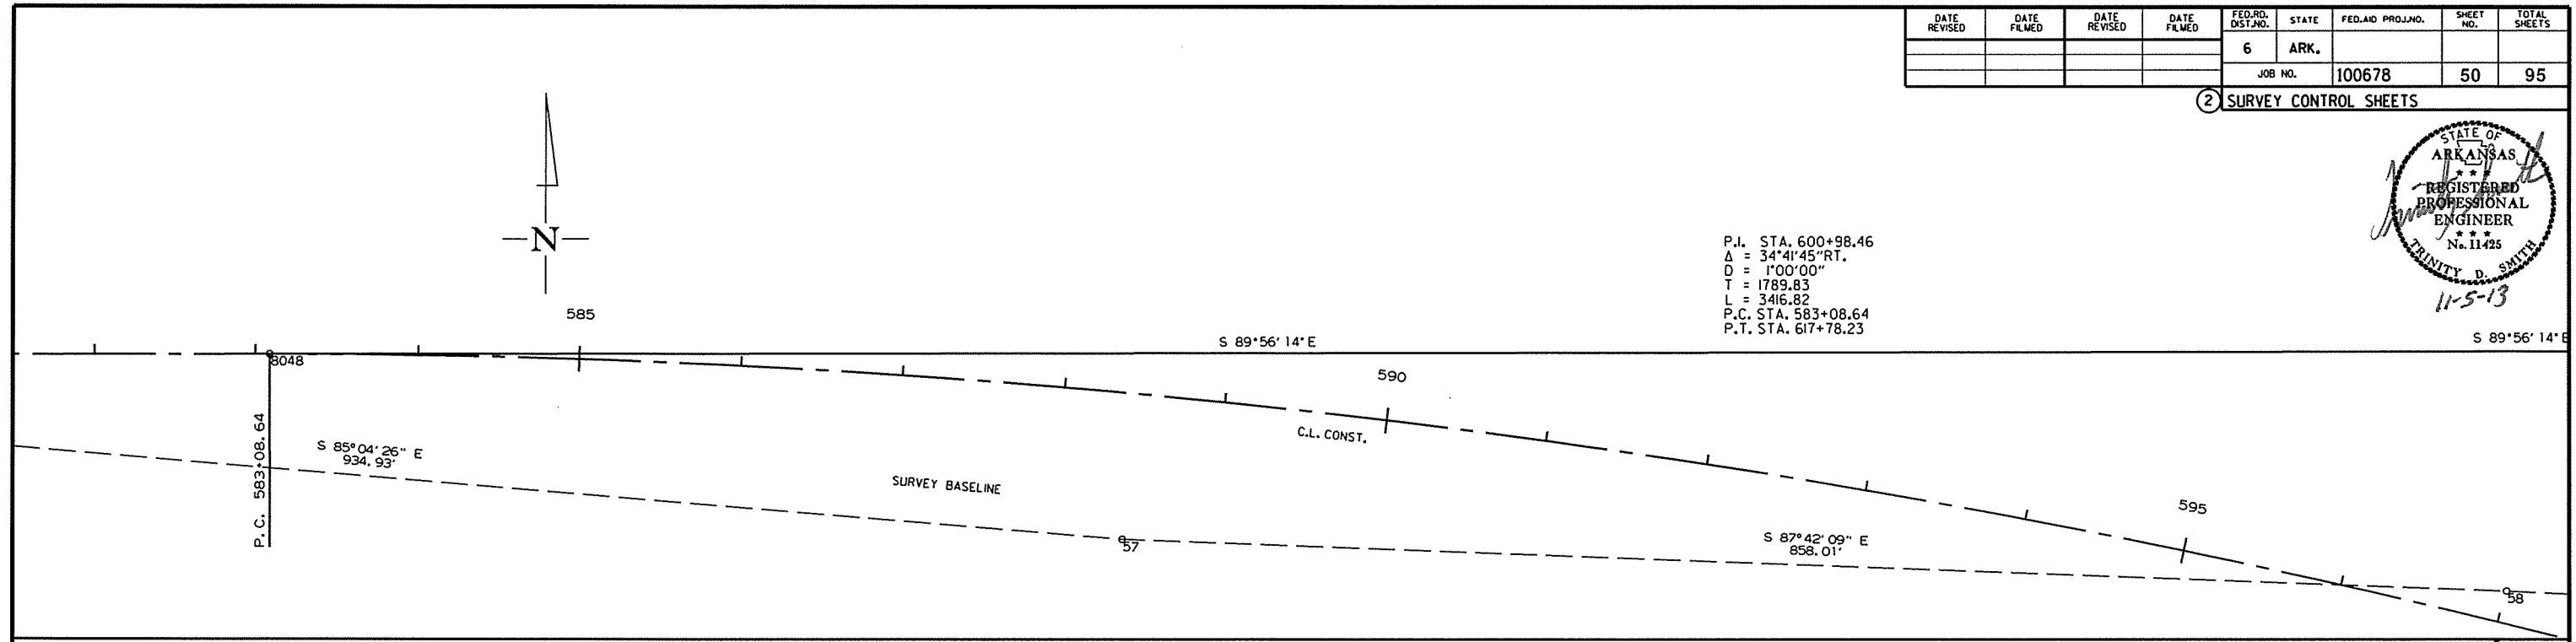 DATE REVISED
DATE FILMED
DATE REVISED
DATE FILMED
FED.RD. DIST.NO.
STATE
FED.AID PROJ.NO.
SHEET NO.
TOTAL SHEETS
6
ARK.
JOB NO.
100678
50
95
2
SURVEY CONTROL SHEETS
STATE OF
ARKANSAS
★ ★ ★
REGISTERED
PROFESSIONAL
ENGINEER
★ ★ ★
No. 11425
TRINITY D. SMITH
11-5-13
N
P.I. STA. 600+98.46
Δ = 34°41'45"RT.
D = 1°00'00"
T = 1789.83
L = 3416.82
P.C. STA. 583+08.64
P.T. STA. 617+78.23
585
S 89°56'14"E
S 89°56'14"E
8048
590
C.L. CONST.
P.C. 583+08.64
S 85°04'26" E
934.93'
SURVEY BASELINE
57
595
S 87°42'09" E
858.01'
58